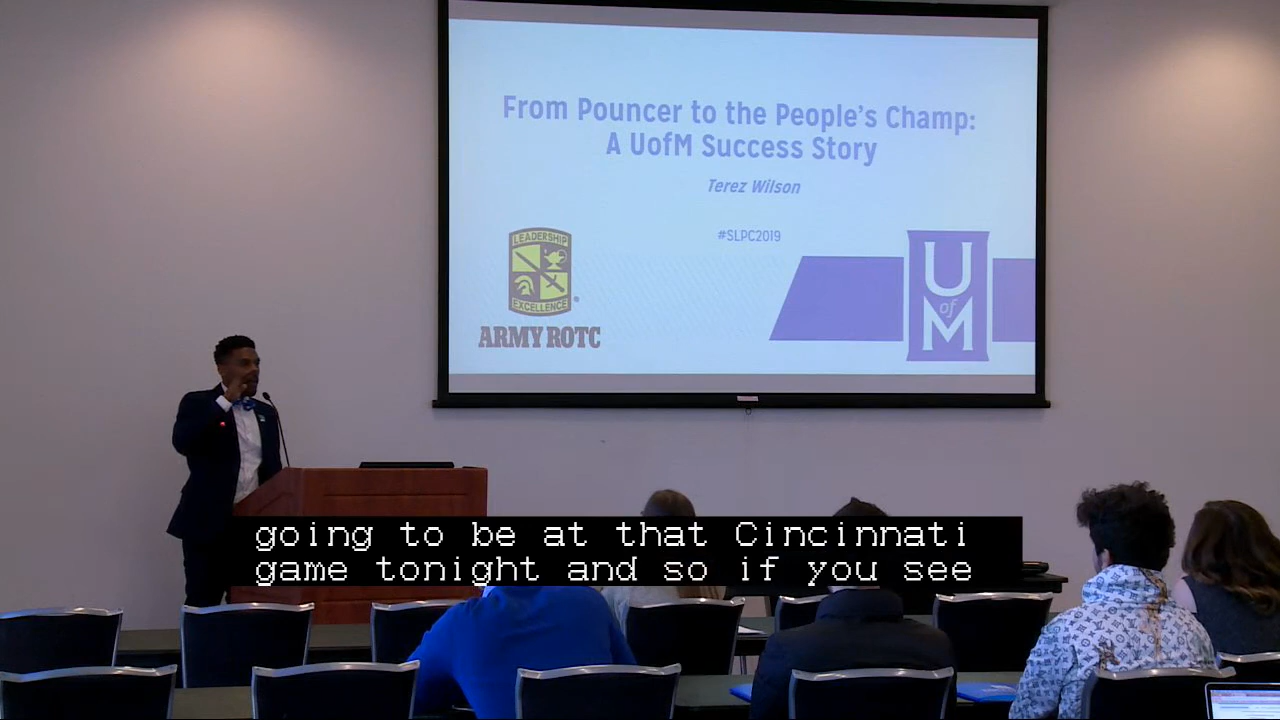 From Pouncer to the People's Champ:
A UofM Success Story
Terez Wilson
#SLPC2019
LEADERSHIP
EXCELLENCE
ARMY ROTC
U
of
M
going to be at that Cincinnati
game tonight and so if you see